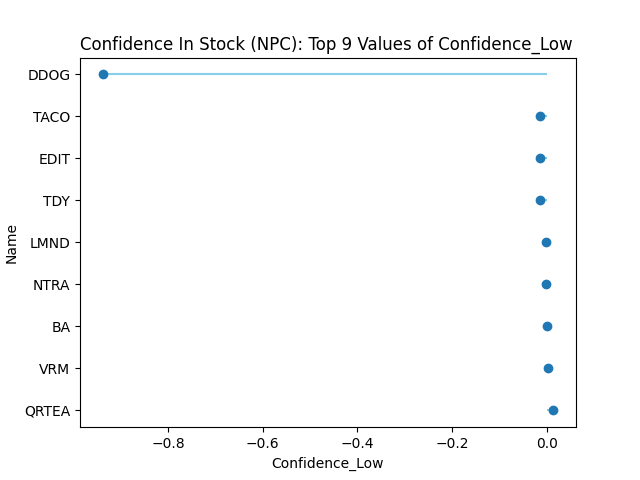 Confidence In Stock (NPC): Top 9 Values of Confidence_Low
DDOG
TACO
EDIT
TDY
LMND
NTRA
BA
VRM
QRTEA
Name
−0.8 −0.6 −0.4 −0.2 0.0
Confidence_Low